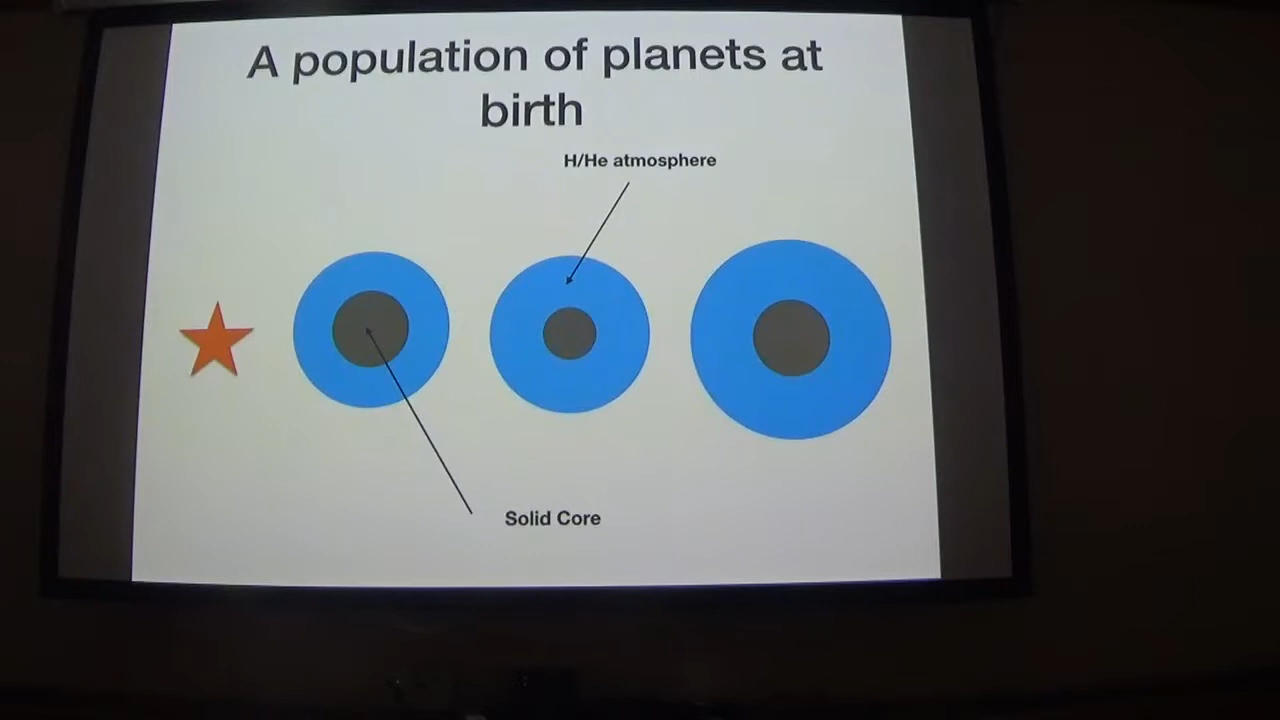 A population of planets at
birth
H/He atmosphere
Solid Core